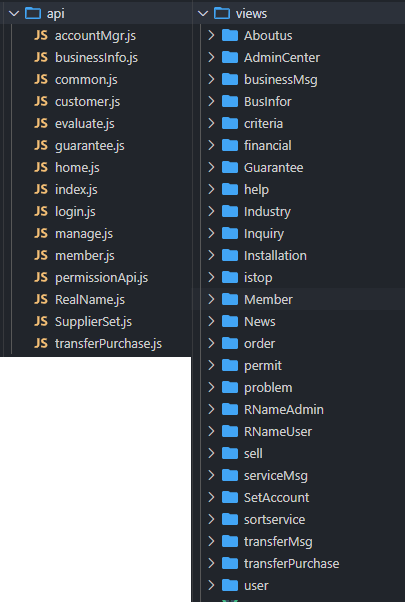 api
JS accountMgr.js
JS businessInfo.js
JS common.js
JS customer.js
JS evaluate.js
JS guarantee.js
JS home.js
JS index.js
JS login.js
JS manage.js
JS member.js
JS permissionApi.js
JS RealName.js
JS SupplierSet.js
JS transferPurchase.js
views
Aboutus
AdminCenter
businessMsg
BusInfor
criteria
financial
Guarantee
help
Industry
Inquiry
Installation
istop
Member
News
order
permit
problem
RNameAdmin
RNameUser
sell
serviceMsg
SetAccount
sortservice
transferMsg
transferPurchase
user